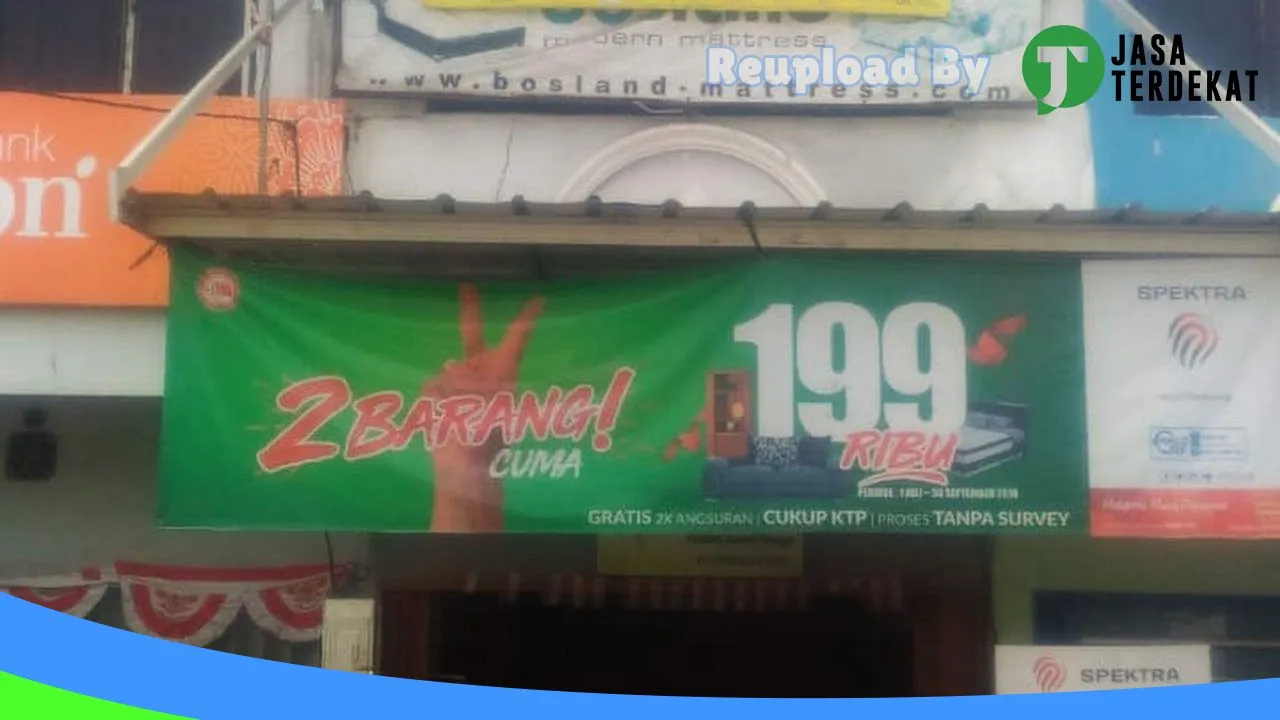 modern mattress
www.bosland-mattress.com
Reupload By
JASA
TERDEKAT
SPEKTRA
199
2 BARANG!
RIBU
CUMA
GRATIS 2X ANGSURAN | CUKUP KTP | PROSES TANPA SURVEY
SPEKTRA